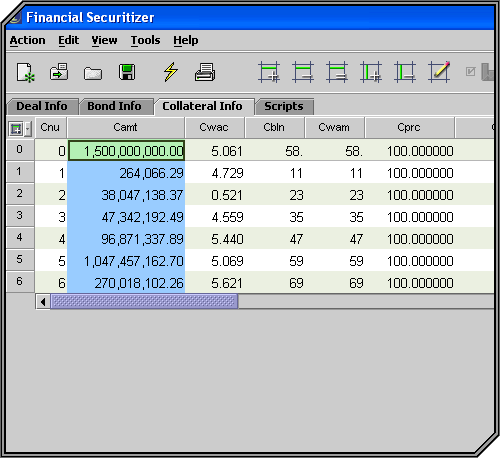 Financial Securitizer
Action Edit View Tools Help
Deal Info Bond Info Collateral Info Scripts
Cnu Camt Cwac Cbln Cwam Cprc
0 0 1,500,000,000.00 5.061 58. 58. 100.000000
1 1 264,066.29 4.729 11 11 100.000000
2 2 38,047,138.37 0.521 23 23 100.000000
3 3 47,342,192.49 4.559 35 35 100.000000
4 4 96,871,337.89 5.440 47 47 100.000000
5 5 1,047,457,162.70 5.069 59 59 100.000000
6 6 270,018,102.26 5.621 69 69 100.000000